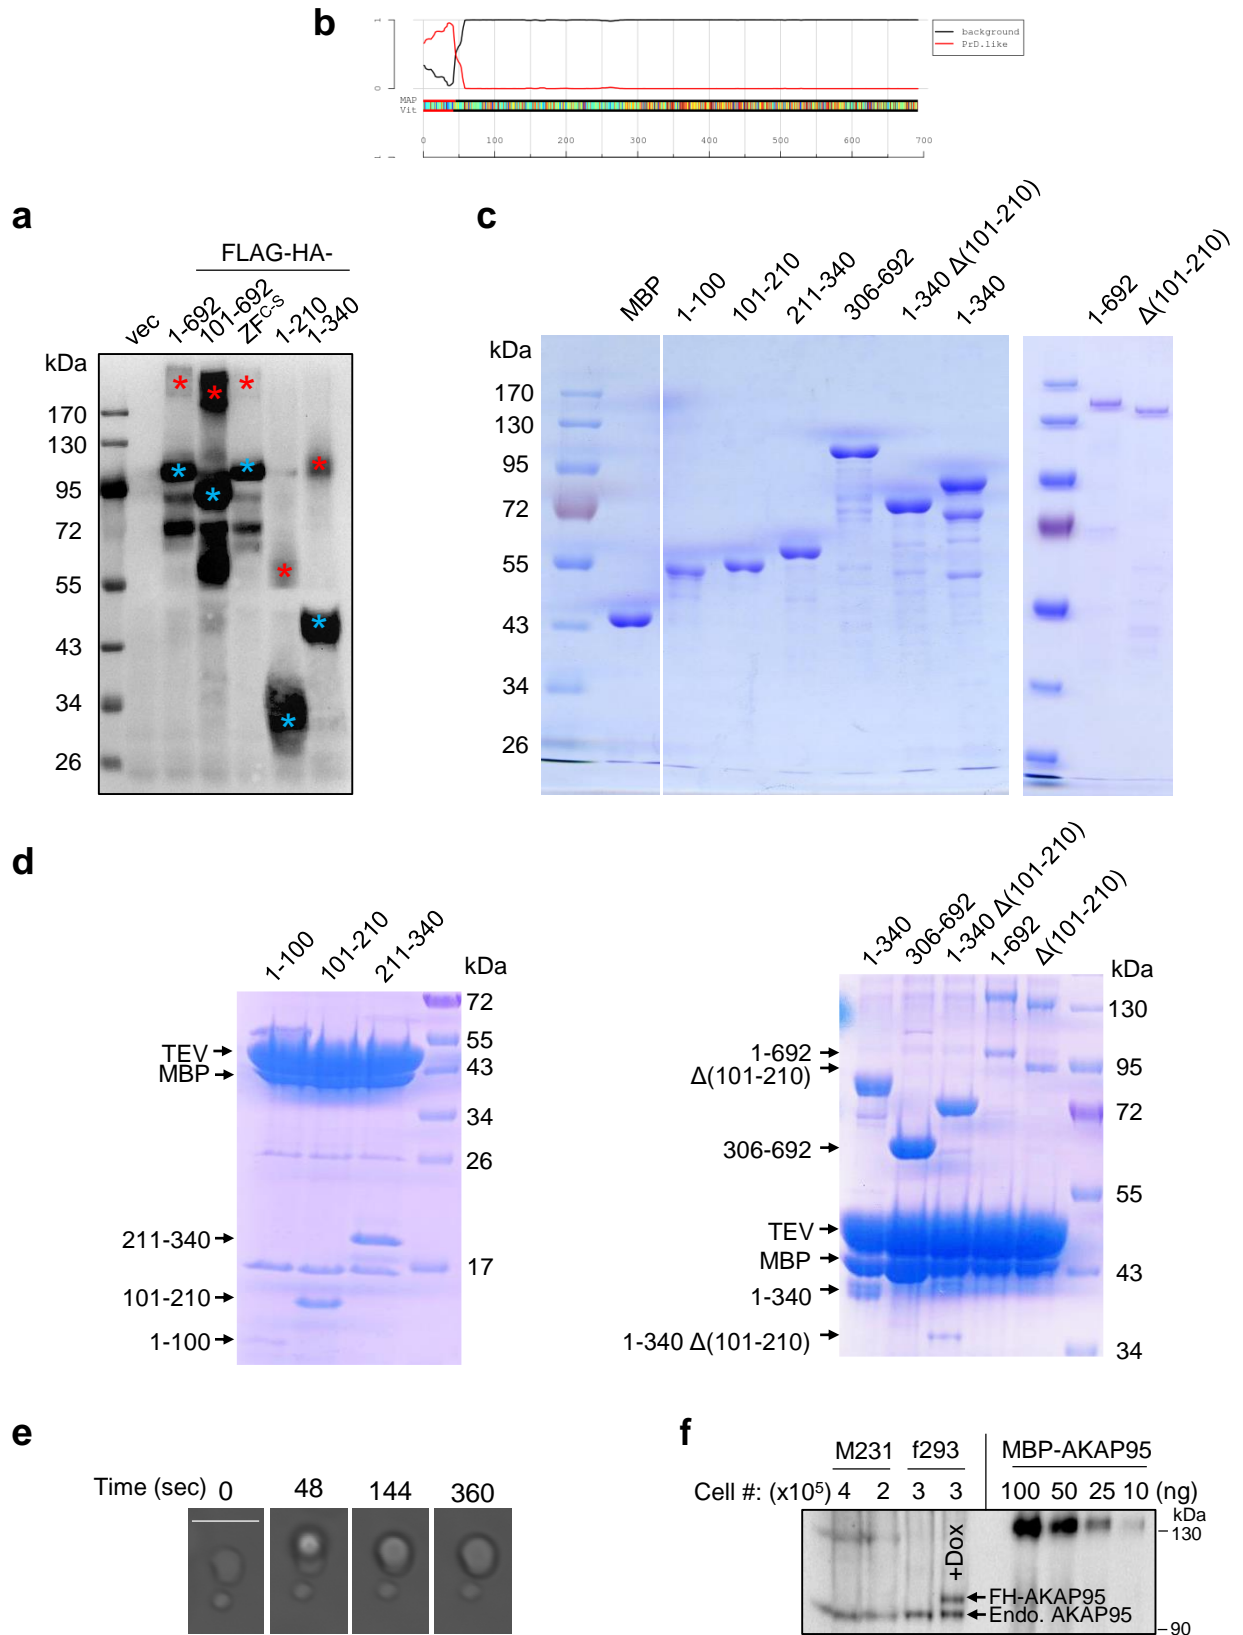 b
1
0
1
background
PrD.like
MAP
Vit
0 100 200 300 400 500 600 700
a
FLAG-HA-
vec 1-692 101-692 ZFC-S 1-210 1-340
kDa
170
130
95
72
55
43
34
26
* * * * * * * * * *
c
MBP 1-100 101-210 211-340 306-692 1-340 Δ(101-210) 1-340
1-692 Δ(101-210)
kDa
170
130
95
72
55
43
34
26
d
1-100 101-210 211-340
kDa
72
55
43
34
26
17
TEV
MBP
211-340
101-210
1-100
1-340 306-692 1-340 Δ(101-210) 1-692 Δ(101-210)
kDa
130
95
72
55
43
34
1-692
Δ(101-210)
306-692
TEV
MBP
1-340
1-340 Δ(101-210)
e
Time (sec) 0 48 144 360
f
M231 f293 MBP-AKAP95
Cell #: (x10⁵) 4 2 3 3 100 50 25 10 (ng)
kDa
130
+Dox
FH-AKAP95
Endo. AKAP95
90